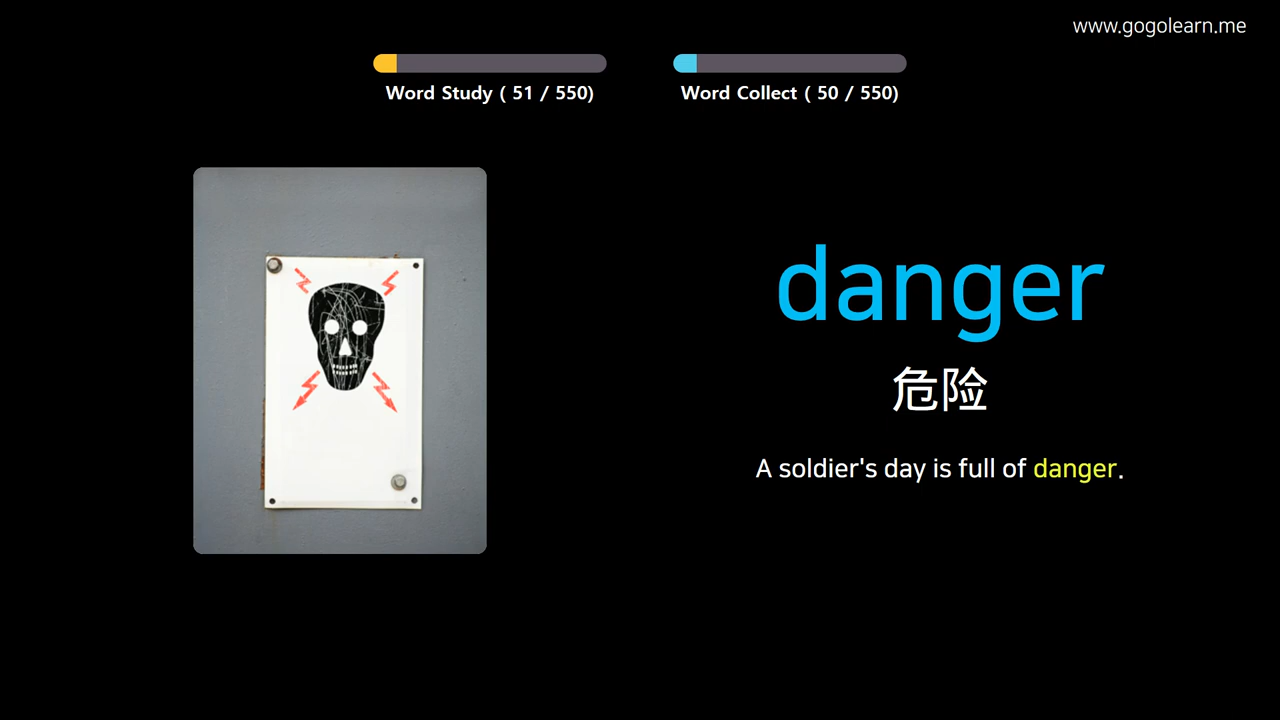 www.gogolearn.me
Word Study ( 51 / 550)
Word Collect ( 50 / 550)
danger
危险
A soldier's day is full of danger.